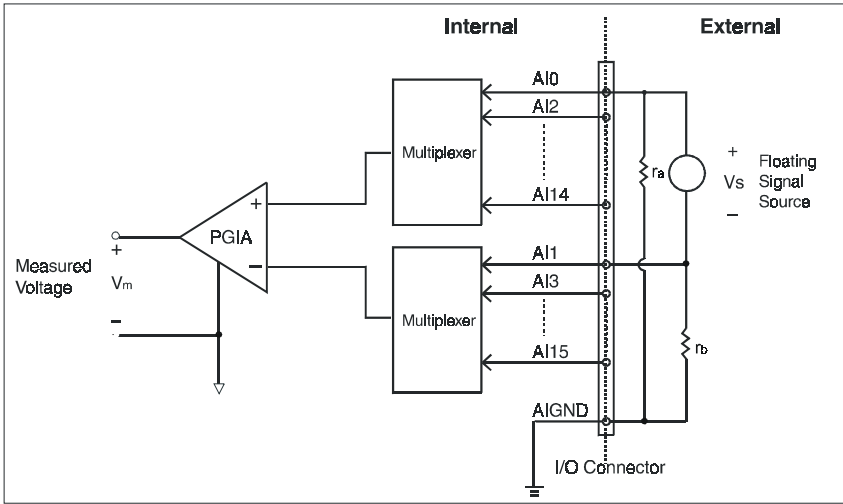 Internal
External
AI0
AI2
Multiplexer
AI14
ra
+
Vs
−
Floating
Signal
Source
+
PGIA
−
Measured
Voltage
+
Vm
−
AI1
AI3
Multiplexer
AI15
rb
AIGND
I/O Connector